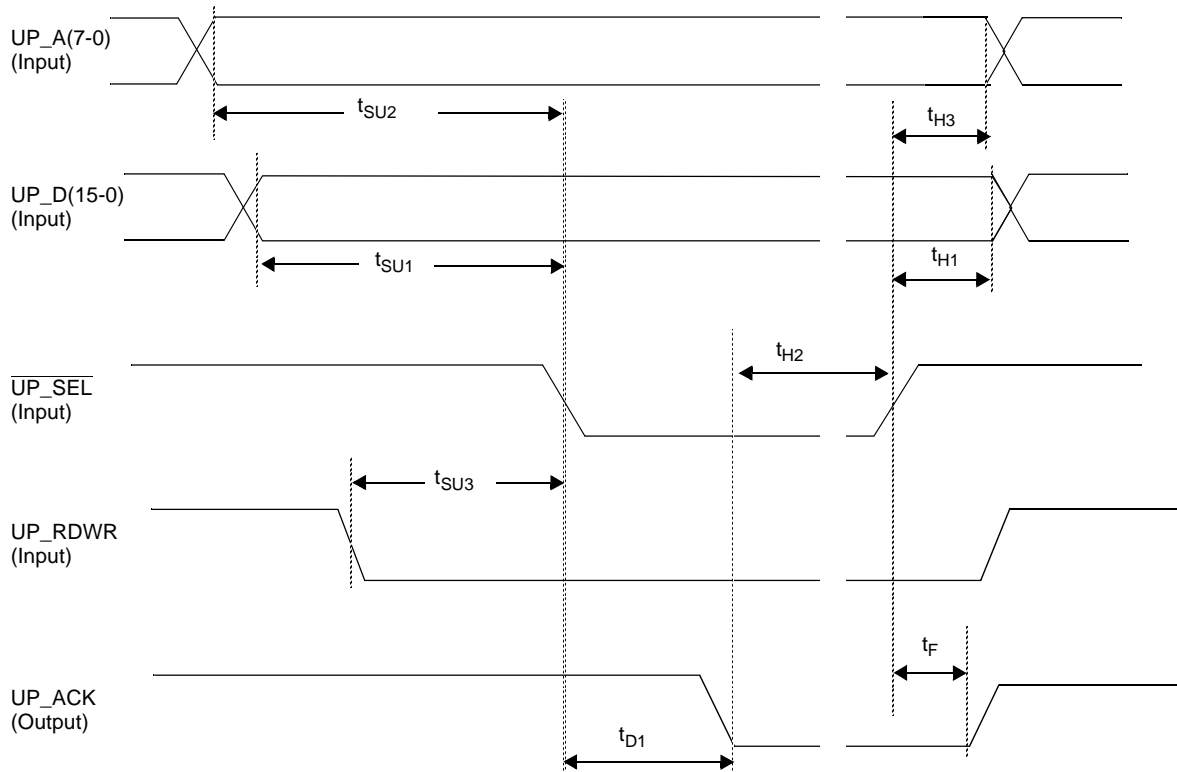 UP_A(7-0)
(Input)
tSU2
tH3
UP_D(15-0)
(Input)
tSU1
tH1
UP_SEL
(Input)
tH2
tSU3
UP_RDWR
(Input)
tF
UP_ACK
(Output)
tD1